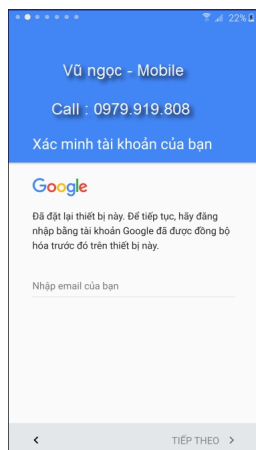 22%
Vũ ngọc - Mobile
Call : 0979.919.808
Xác minh tài khoản của bạn
Google
Đã đặt lại thiết bị này. Để tiếp tục, hãy đăng
nhập bằng tài khoản Google đã được đồng bộ
hóa trước đó trên thiết bị này.
Nhập email của bạn
TIẾP THEO